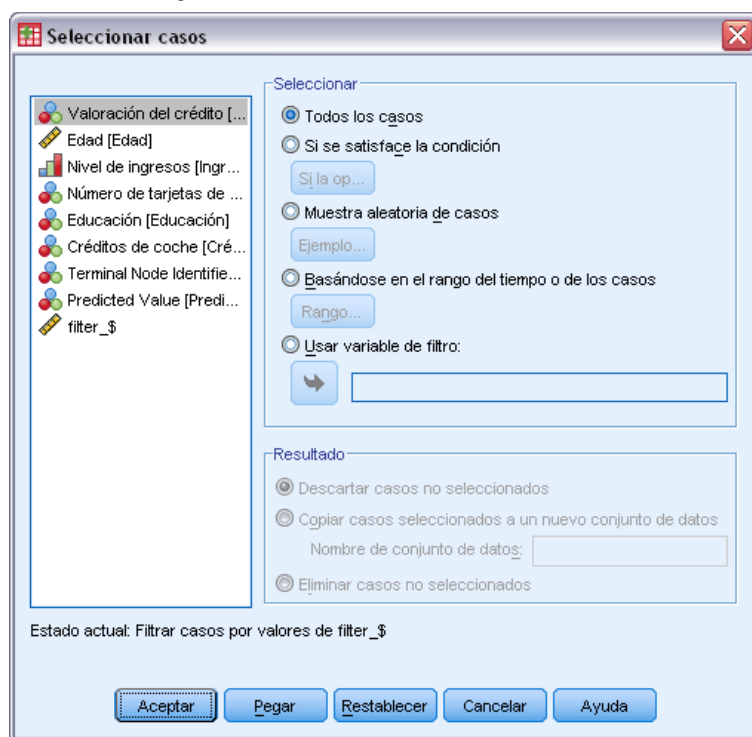 Seleccionar casos
Valoración del crédito [...
Edad [Edad]
Nivel de ingresos [Ingr...
Número de tarjetas de ...
Educación [Educación]
Créditos de coche [Cré...
Terminal Node Identifie...
Predicted Value [Predi...
filter_$
Seleccionar
Todos los casos
Si se satisface la condición
Si la op...
Muestra aleatoria de casos
Ejemplo...
Basándose en el rango del tiempo o de los casos
Rango...
Usar variable de filtro:
Resultado
Descartar casos no seleccionados
Copiar casos seleccionados a un nuevo conjunto de datos
Nombre de conjunto de datos:
Eliminar casos no seleccionados
Estado actual: Filtrar casos por valores de filter_$
Aceptar
Pegar
Restablecer
Cancelar
Ayuda